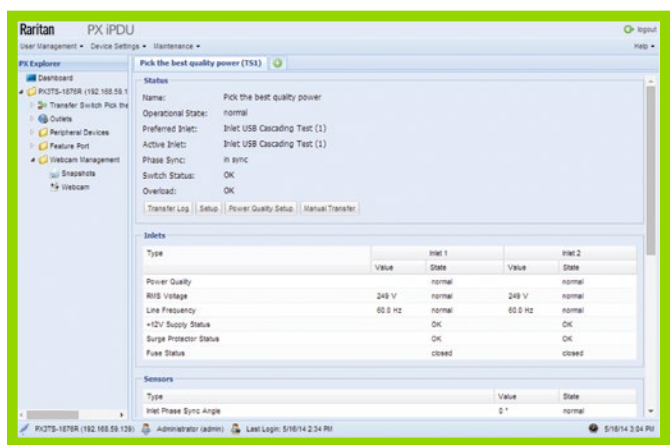 Raritan PX iPDU logout
User Management Device Settings Maintenance Help
PX Explorer
Dashboard
PX3TS-1876R (192.168.59.1
Transfer Switch Pick the
Outlets
Peripheral Devices
Feature Port
Webcam Management
Snapshots
Webcam
Pick the best quality power (TS1)
Status
Name: Pick the best quality power
Operational State: normal
Preferred Inlet: Inlet USB Cascading Test (1)
Active Inlet: Inlet USB Cascading Test (1)
Phase Sync: in sync
Switch Status: OK
Overload: OK
Transfer Log Setup Power Quality Setup Manual Transfer
Inlets
Type Inlet 1 Inlet 2
Value State Value State
Power Quality normal normal
RMS Voltage 249 V normal 249 V normal
Line Frequency 60.0 Hz normal 60.0 Hz normal
+12V Supply Status OK OK
Surge Protector Status OK OK
Fuse Status closed closed
Sensors
Type Value State
Inlet Phase Sync Angle 0 ° normal
PX3TS-1876R (192.168.59.139) Administrator (admin) Last Login: 5/16/14 2:34 PM 5/16/14 3:04 PM